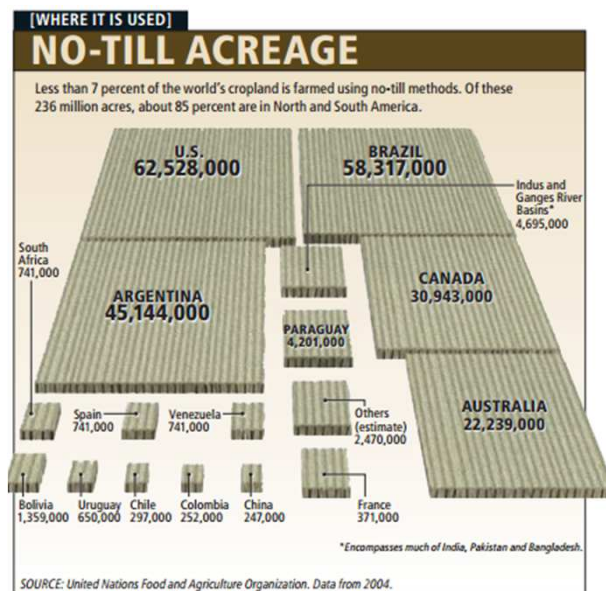 [WHERE IT IS USED]
NO-TILL ACREAGE
Less than 7 percent of the world's cropland is farmed using no-till methods. Of these
236 million acres, about 85 percent are in North and South America.
U.S.
62,528,000
BRAZIL
58,317,000
Indus and
Ganges River
Basins*
4,695,000
South
Africa
741,000
ARGENTINA
45,144,000
CANADA
30,943,000
PARAGUAY
4,201,000
AUSTRALIA
22,239,000
Spain
741,000
Venezuela
741,000
Others
(estimate)
2,470,000
Bolivia
1,359,000
Uruguay
650,000
Chile
297,000
Colombia
252,000
China
247,000
France
371,000
*Encompasses much of India, Pakistan and Bangladesh.
SOURCE: United Nations Food and Agriculture Organization. Data from 2004.